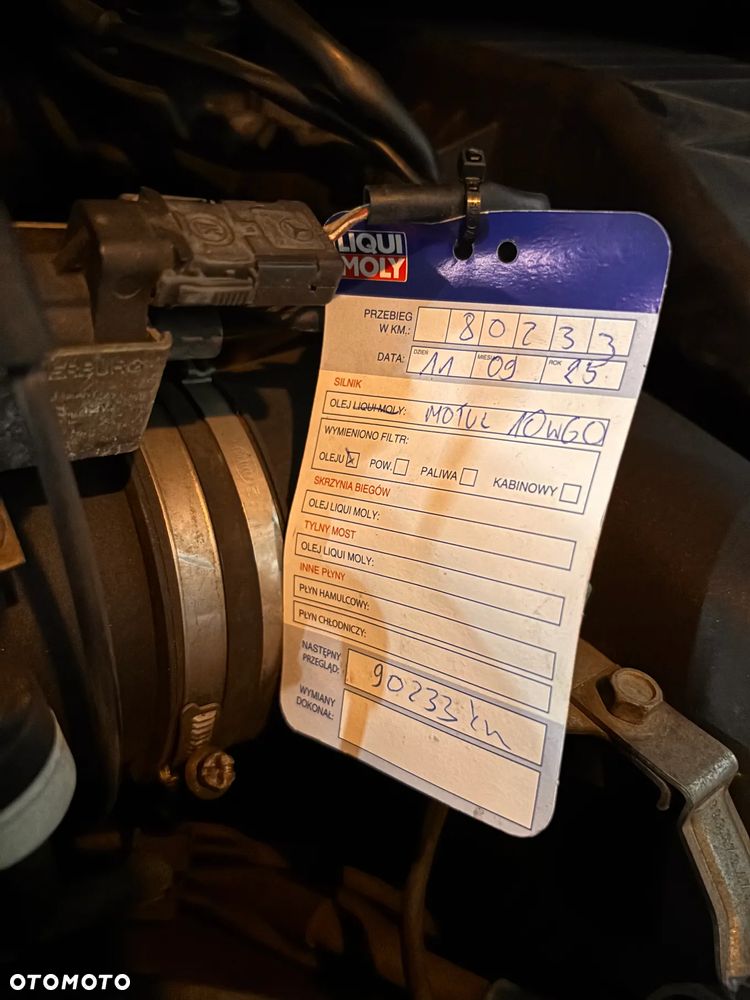 LIQUI
MOLY
PRZEBIEG
W KM.: 80233
DATA: DZIEŃ 11 MIESIĄC 09 ROK 25
SILNIK
OLEJ LIQUI MOLY: MOTUL 10W60
WYMIENIONO FILTR:
OLEJU POW. PALIWA KABINOWY
SKRZYNIA BIEGÓW
OLEJ LIQUI MOLY:
TYLNY MOST
OLEJ LIQUI MOLY:
INNE PŁYNY
PŁYN HAMULCOWY:
PŁYN CHŁODNICZY:
NASTĘPNY
PRZEGLĄD: 90233
WYMIANY
DOKONAŁ:
OTOMOTO